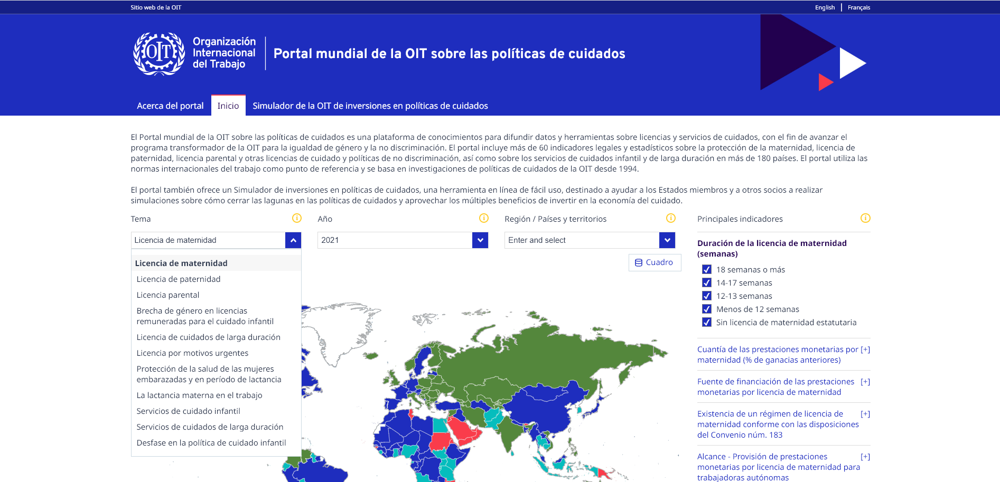 Sitio web de la OIT
English
Français
OIT
Organización
Internacional
del Trabajo
Portal mundial de la OIT sobre las políticas de cuidados
Acerca del portal
Inicio
Simulador de la OIT de inversiones en políticas de cuidados
El Portal mundial de la OIT sobre las políticas de cuidados es una plataforma de conocimientos para difundir datos y herramientas sobre licencias y servicios de cuidados, con el fin de avanzar el
programa transformador de la OIT para la igualdad de género y la no discriminación. El portal incluye más de 60 indicadores legales y estadísticos sobre la protección de la maternidad, licencia de
paternidad, licencia parental y otras licencias de cuidado y políticas de no discriminación, así como sobre los servicios de cuidados infantil y de larga duración en más de 180 países. El portal utiliza las
normas internacionales del trabajo como punto de referencia y se basa en investigaciones de políticas de cuidados de la OIT desde 1994.
El portal también ofrece un Simulador de inversiones en políticas de cuidados, una herramienta en línea de fácil uso, destinado a ayudar a los Estados miembros y a otros socios a realizar
simulaciones sobre cómo cerrar las lagunas en las políticas de cuidados y aprovechar los múltiples beneficios de invertir en la economía del cuidado.
Tema
Licencia de maternidad
Licencia de maternidad
Licencia de paternidad
Licencia parental
Brecha de género en licencias
remuneradas para el cuidado infantil
Licencia de cuidados de larga duración
Licencia por motivos urgentes
Protección de la salud de las mujeres
embarazadas y en período de lactancia
La lactancia materna en el trabajo
Servicios de cuidado infantil
Servicios de cuidados de larga duración
Desfase en la política de cuidado infantil
Año
2021
Región / Países y territorios
Enter and select
Cuadro
Principales indicadores
Duración de la licencia de maternidad
(semanas)
18 semanas o más
14-17 semanas
12-13 semanas
Menos de 12 semanas
Sin licencia de maternidad estatutaria
Cuantía de las prestaciones monetarias por [+]
maternidad (% de ganacias anteriores)
Fuente de financiación de las prestaciones [+]
monetarias por licencia de maternidad
Existencia de un régimen de licencia de [+]
maternidad conforme con las disposiciones
del Convenio núm. 183
Alcance - Provisión de prestaciones [+]
monetarias por licencia de maternidad para
trabajadoras autónomas